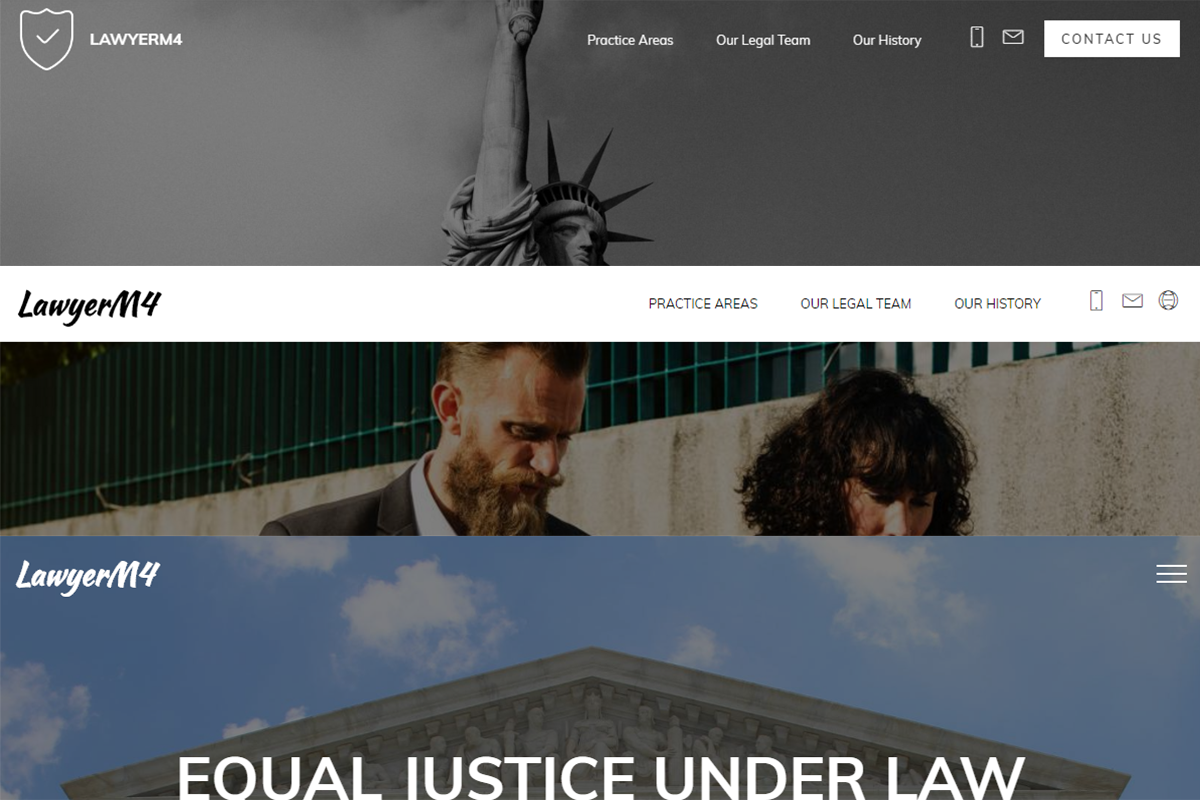 LAWYERM4 Practice Areas Our Legal Team Our History CONTACT US
LawyerM4 PRACTICE AREAS OUR LEGAL TEAM OUR HISTORY
LawyerM4
EQUAL JUSTICE UNDER LAW